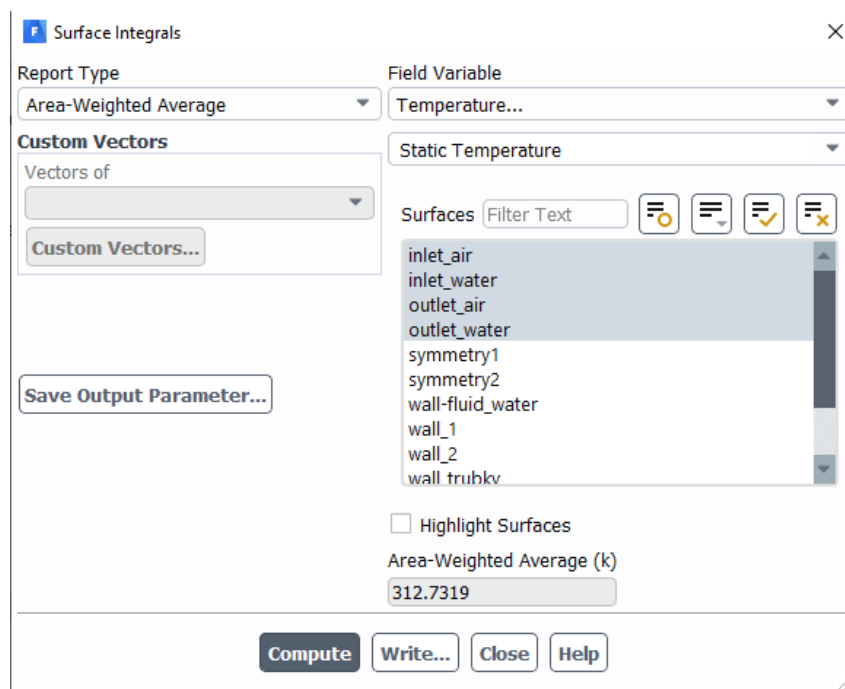 Surface Integrals
Report Type
Area-Weighted Average
Custom Vectors
Vectors of
Custom Vectors...
Save Output Parameter...
Field Variable
Temperature...
Static Temperature
Surfaces Filter Text
inlet_air
inlet_water
outlet_air
outlet_water
symmetry1
symmetry2
wall-fluid_water
wall_1
wall_2
wall_trubky
Highlight Surfaces
Area-Weighted Average (k)
312.7319
Compute Write... Close Help